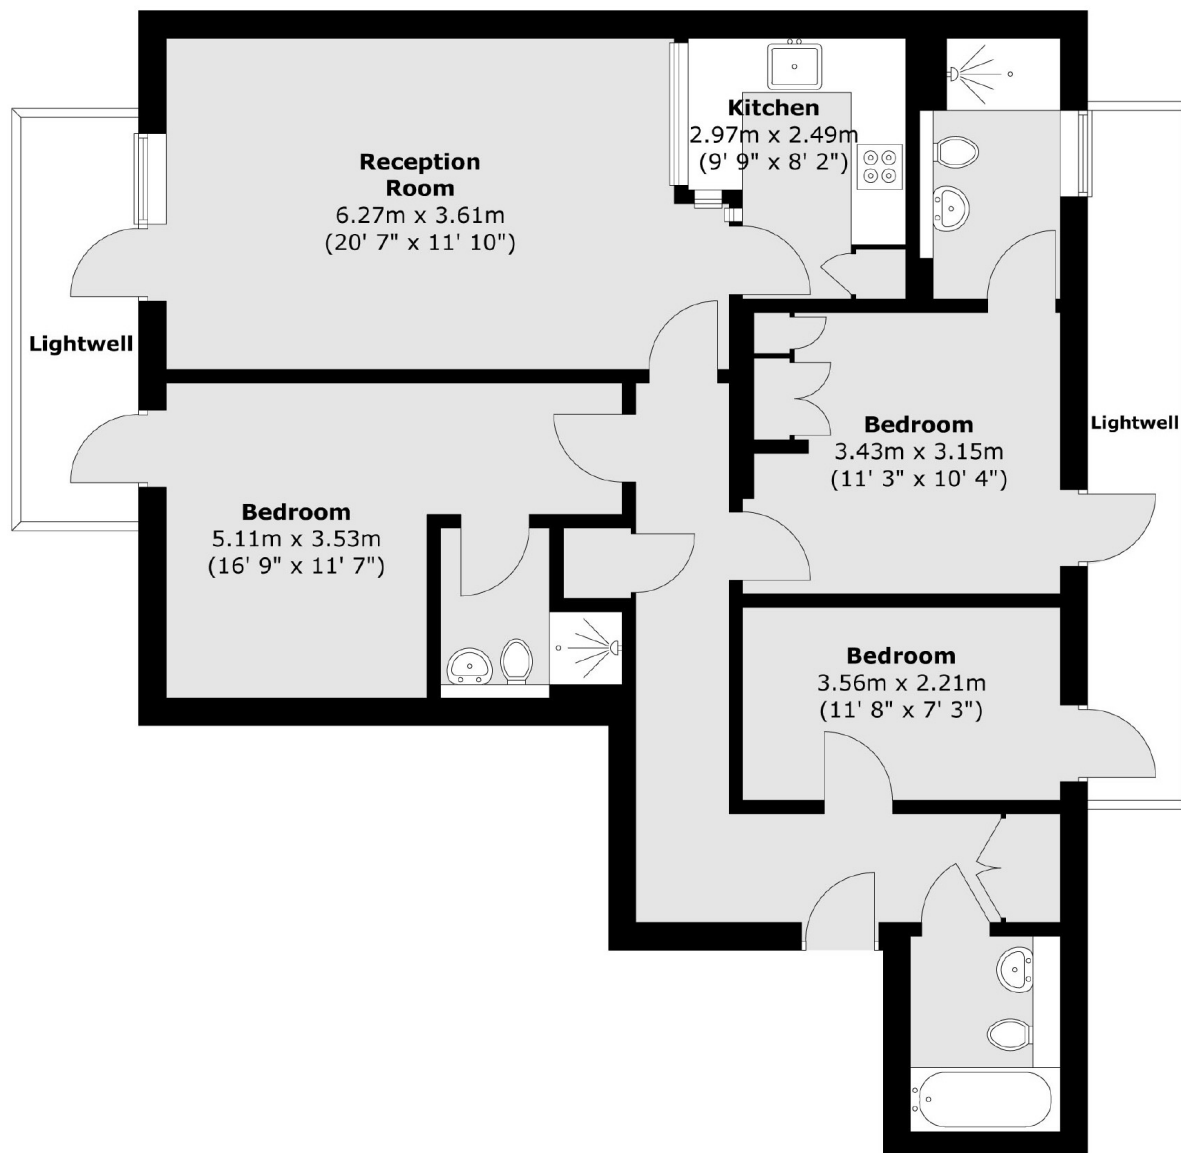 Reception
Room
6.27m x 3.61m
(20' 7" x 11' 10")
Kitchen
2.97m x 2.49m
(9' 9" x 8' 2")
Lightwell
Bedroom
3.43m x 3.15m
(11' 3" x 10' 4")
Lightwell
Bedroom
5.11m x 3.53m
(16' 9" x 11' 7")
Bedroom
3.56m x 2.21m
(11' 8" x 7' 3")